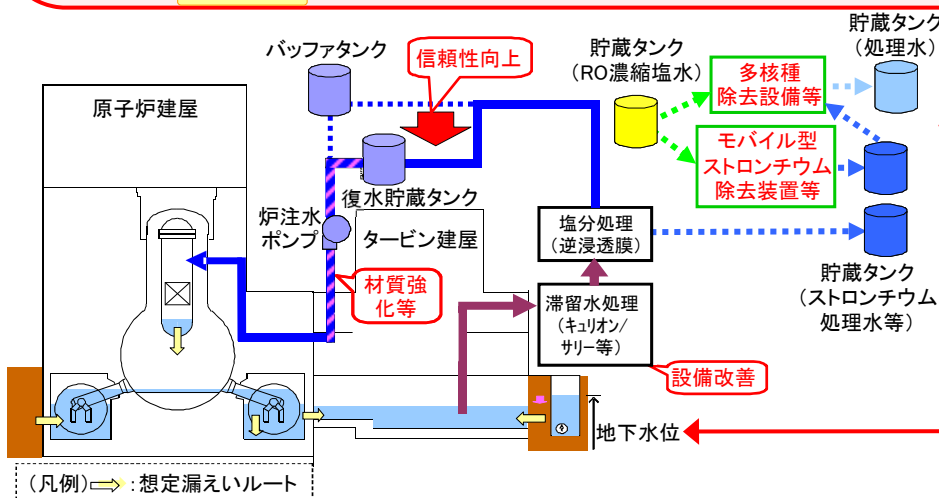 バッファタンク
信頼性向上
貯蔵タンク
(RO濃縮塩水)
貯蔵タンク
(処理水)
多核種
除去設備等
原子炉建屋
モバイル型
ストロンチウム
除去装置等
復水貯蔵タンク
炉注水
ポンプ
タービン建屋
塩分処理
(逆浸透膜)
材質強
化等
貯蔵タンク
(ストロンチウム
処理水等)
滞留水処理
(キュリオン/
サリー等)
設備改善
地下水位
(凡例) :想定漏えいルート